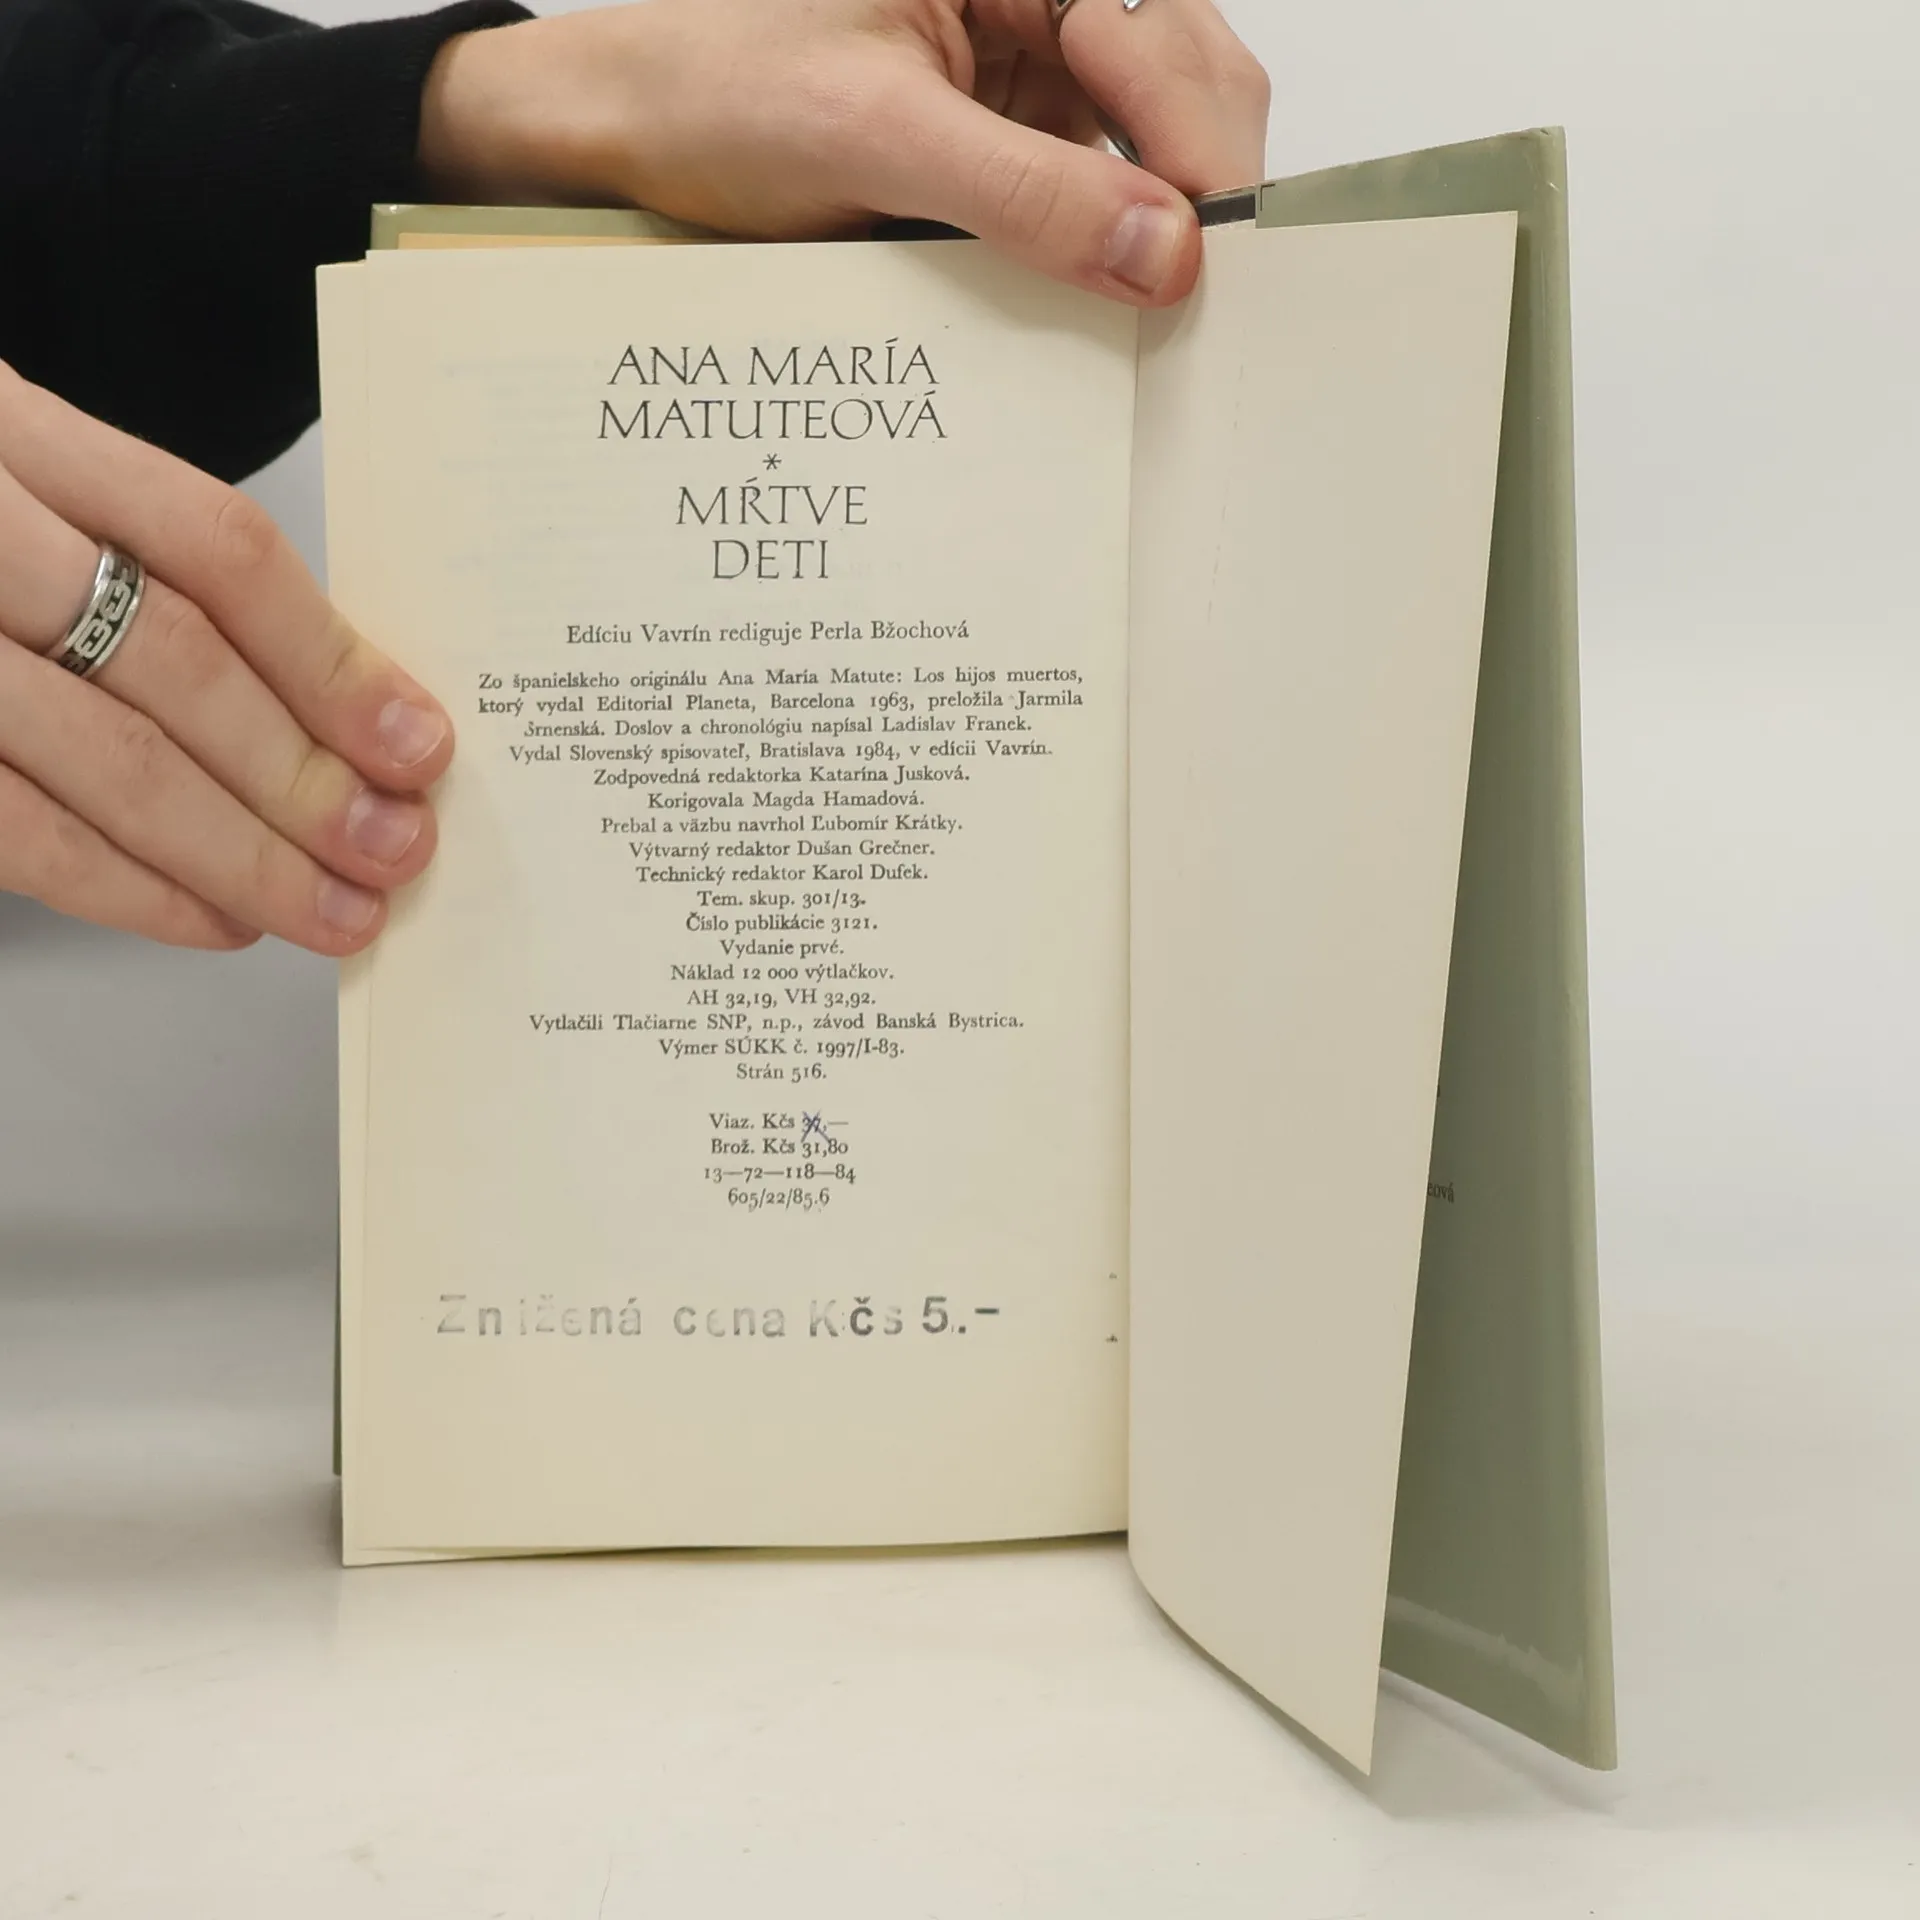 ANA MARÍA
MATUTEOVÁ
*
MŔTVE
DETI
Edíciu Vavrín rediguje Perla Bžochová
Zo španielskeho originálu Ana María Matute: Los hijos muertos,
ktorý vydal Editorial Planeta, Barcelona 1963, preložila Jarmila
Srnenská. Doslov a chronológiu napísal Ladislav Franek.
Vydal Slovenský spisovateľ, Bratislava 1984, v edícii Vavrín.
Zodpovedná redaktorka Katarína Jusková.
Korigovala Magda Hamadová.
Prebal a väzbu navrhol Ľubomír Krátky.
Výtvarný redaktor Dušan Grečner.
Technický redaktor Karol Dufek.
Tem. skup. 301/13.
Číslo publikácie 3121.
Vydanie prvé.
Náklad 12 000 výtlačkov.
AH 32,19, VH 32,92.
Vytlačili Tlačiarne SNP, n.p., závod Banská Bystrica.
Výmer SÚKK č. 1997/I-83.
Strán 516.
Viaz. Kčs 37,—
Brož. Kčs 31,80
13—72—118—84
605/22/85.6
Znížená cena Kčs 5.-